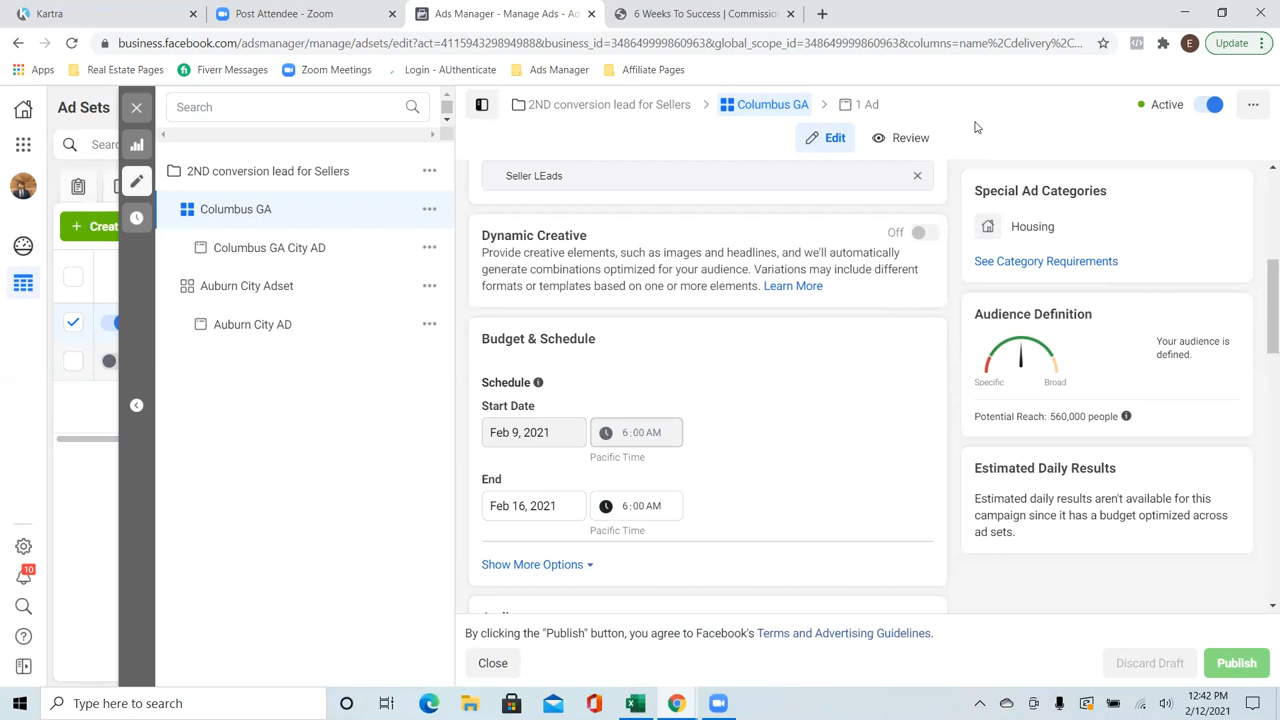 Kartra
Post Attendee - Zoom
Ads Manager - Manage Ads - Ad
6 Weeks To Success | Commission
business.facebook.com/adsmanager/manage/adsets/edit?act=411594329894988&business_id=348649999860963&global_scope_id=348649999860963&columns=name%2Cdelivery%2C...
E
Update
Apps
Real Estate Pages
Fiverr Messages
Zoom Meetings
Login - AUthenticate
Ads Manager
Affiliate Pages
Ad Sets
Search
2ND conversion lead for Sellers
Columbus GA
1 Ad
Active
Edit
Review
Seller LEads
2ND conversion lead for Sellers
Columbus GA
Columbus GA City AD
Auburn City Adset
Auburn City AD
Sear
+ Creat
Dynamic Creative
Off
Provide creative elements, such as images and headlines, and we'll automatically
generate combinations optimized for your audience. Variations may include different
formats or templates based on one or more elements. Learn More
Budget & Schedule
Schedule
Start Date
Feb 9, 2021
6:00 AM
Pacific Time
End
Feb 16, 2021
6:00 AM
Pacific Time
Show More Options
Special Ad Categories
Housing
See Category Requirements
Audience Definition
Your audience is
defined.
Specific
Broad
Potential Reach: 560,000 people
Estimated Daily Results
Estimated daily results aren't available for this
campaign since it has a budget optimized across
ad sets.
10
By clicking the "Publish" button, you agree to Facebook's Terms and Advertising Guidelines.
Close
Discard Draft
Publish
Type here to search
12:42 PM
2/12/2021